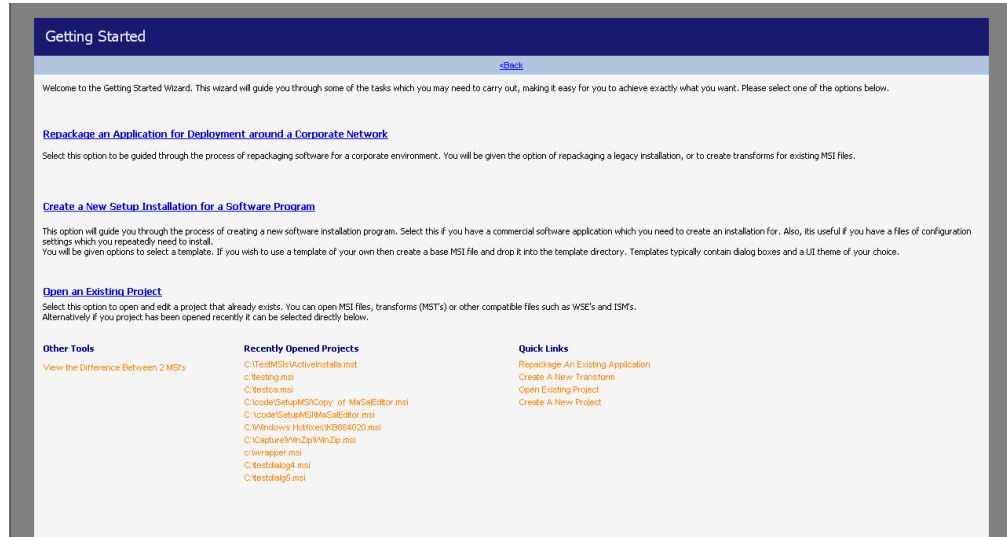 Getting Started
<Back
Welcome to the Getting Started Wizard. This wizard will guide you through some of the tasks which you may need to carry out, making it easy for you to achieve exactly what you want. Please select one of the options below.
Repackage an Application for Deployment around a Corporate Network
Select this option to be guided through the process of repackaging software for a corporate environment. You will be given the option of repackaging a legacy installation, or to create transforms for existing MSI files.
Create a New Setup Installation for a Software Program
This option will guide you through the process of creating a new software installation program. Select this if you have a commercial software application which you need to create an installation for. Also, itis useful if you have a files of configuration
settings which you repeatedly need to install.
You will be given options to select a template. If you wish to use a template of your own then create a base MSI file and drop it into the template directory. Templates typically contain dialog boxes and a UI theme of your choice.
Open an Existing Project
Select this option to open and edit a project that already exists. You can open MSI files, transforms (MST's) or other compatible files such as WSE's and ISM's.
Alternatively if you project has been opened recently it can be selected directly below.
Other Tools
View the Difference Between 2 MSI's
Recently Opened Projects
C:\TestMSIs\ActiveInstalla.mst
c:\testing.msi
C:\testca.msi
C:\code\SetupMSI\Copy of MaSaIEditor.msi
C:\code\SetupMSI\MaSaIEditor.msi
C:\Windows Hotfixes\KB884020.msi
C:\Capture\WinZip\WinZip.msi
c:\wrapper.msi
C:\testdialog4.msi
C:\testdialg5.msi
Quick Links
Repackage An Existing Application
Create A New Transform
Open Existing Project
Create A New Project